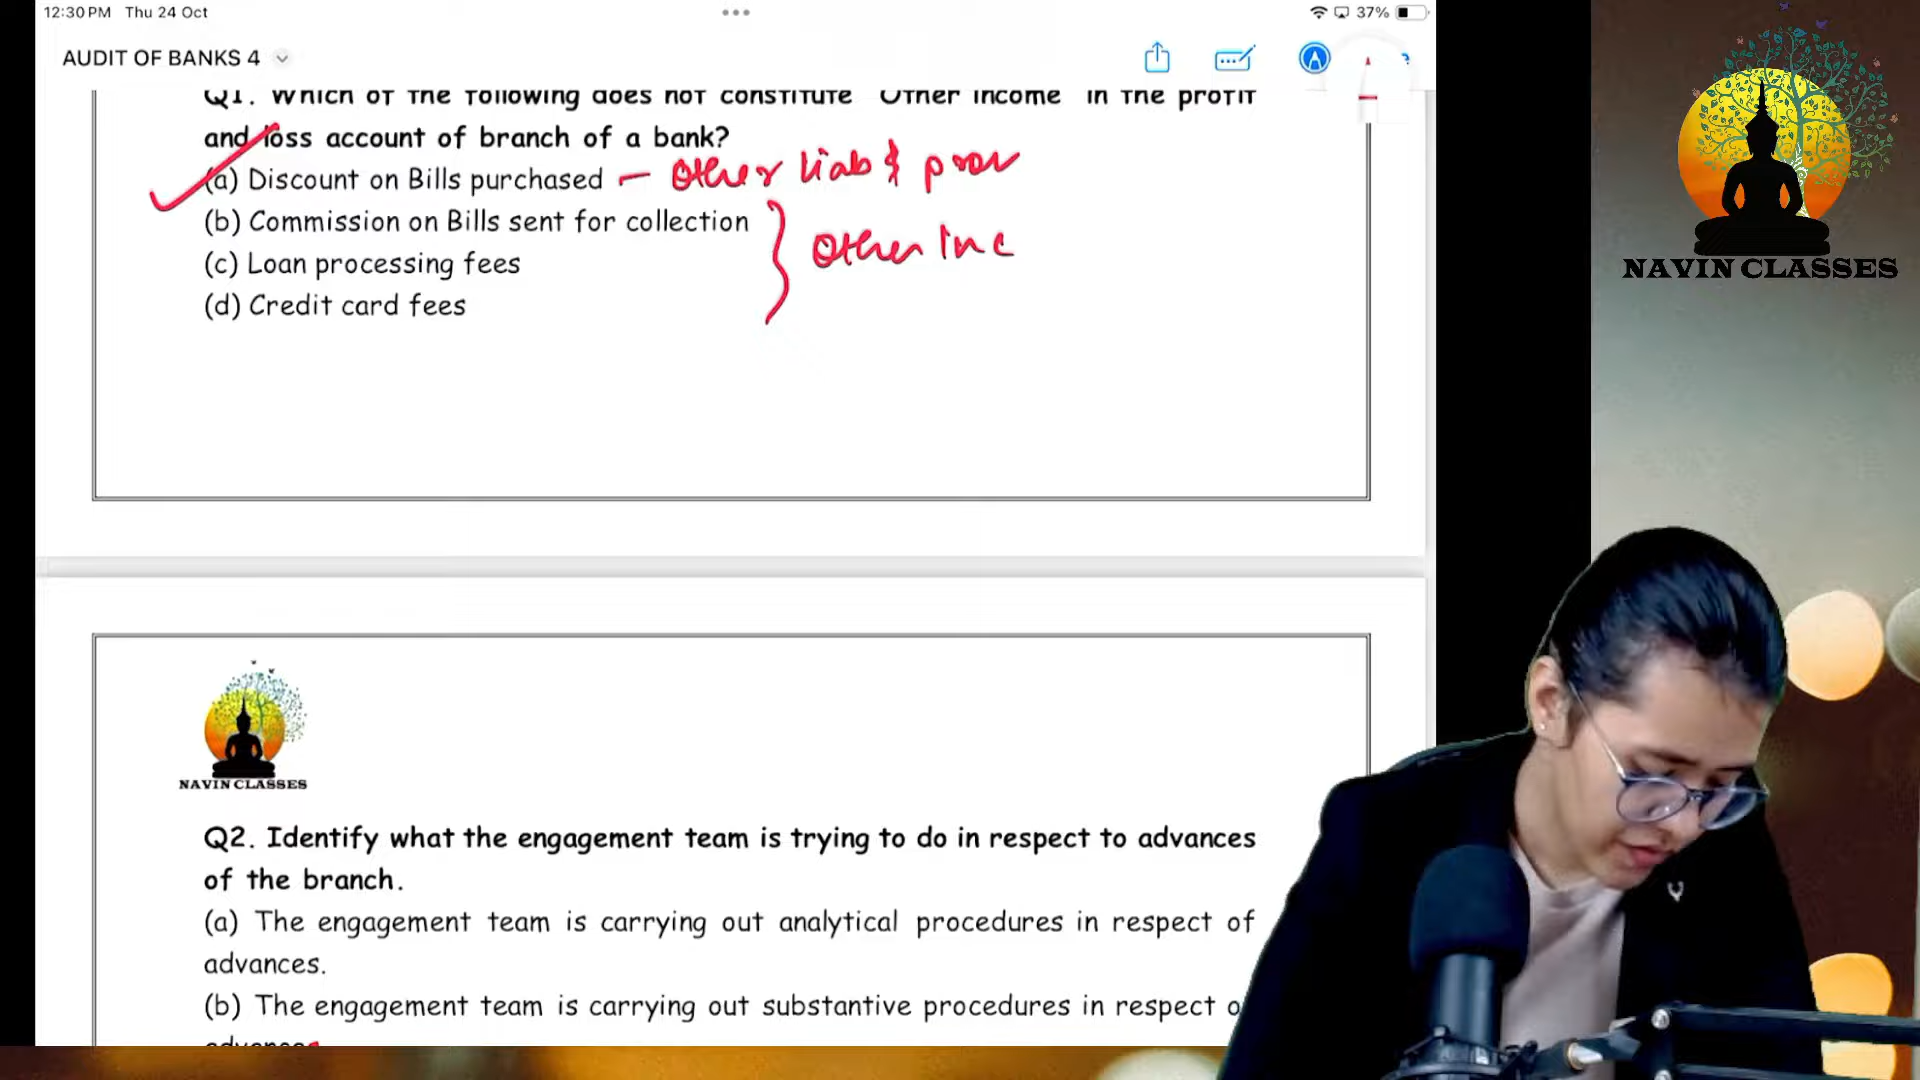 12:30 PM Thu 24 Oct
37%
AUDIT OF BANKS 4
Q1. Which of the following does not constitute Other Income in the profit
and loss account of branch of a bank?
(a) Discount on Bills purchased - Other liab & prov
(b) Commission on Bills sent for collection
(c) Loan processing fees
(d) Credit card fees
Other Inc
NAVIN CLASSES
Q2. Identify what the engagement team is trying to do in respect to advances
of the branch.
(a) The engagement team is carrying out analytical procedures in respect of
advances.
(b) The engagement team is carrying out substantive procedures in respect
NAVIN CLASSES